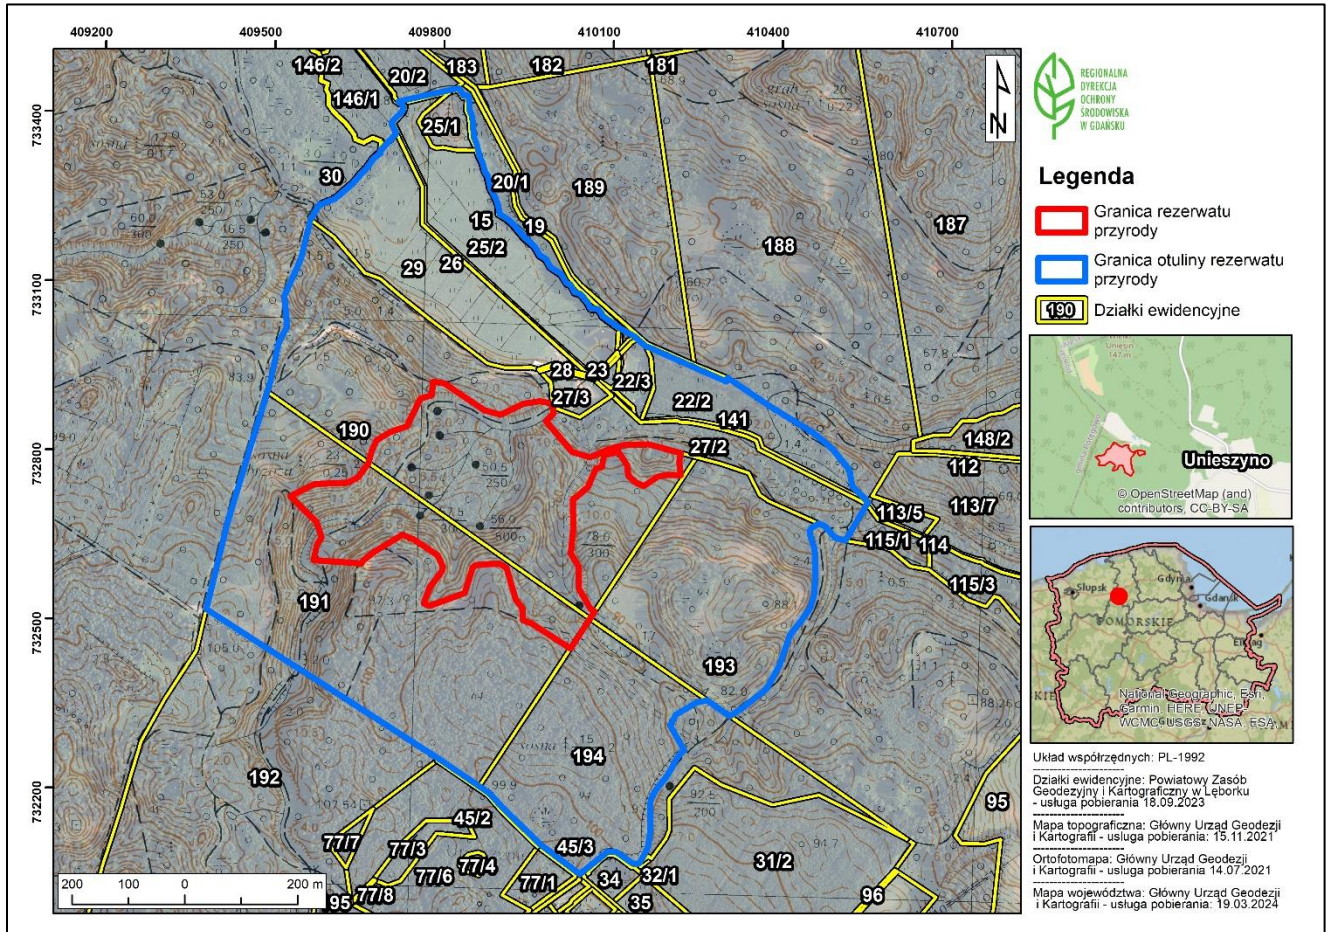 409200 409500 409800 410100 410400 410700
733400
733100
732800
732500
732200
146/2
20/2
183
182
181
146/1
25/1
30
20/1
189
15
19
187
25/2
188
29
26
28
23
22/3
27/3
22/2
190
141
27/2
148/2
112
113/7
113/5
114
115/1
115/3
191
193
194
192
95
45/2
77/7
77/3
45/3
77/4
77/6
77/1
34
32/1
31/2
77/8
95
35
96
sosna
grab
sosna
N
200 100 0 200 m
REGIONALNA
DYREKCJA
OCHRONY
ŚRODOWISKA
W GDAŃSKU
Legenda
Granica rezerwatu
przyrody
Granica otuliny rezerwatu
przyrody
190 Działki ewidencyjne
Unieszyno
© OpenStreetMap (and)
contributors, CC-BY-SA
Słupsk
Gdynia
Gdańsk
POMORSKIE
National Geographic, Esri,
Garmin, HERE, UNEP-
WCMC, USGS, NASA, ESA,
Układ współrzędnych: PL-1992
Działki ewidencyjne: Powiatowy Zasób
Geodezyjny i Kartograficzny w Lęborku
- usługa pobierania 18.09.2023
Mapa topograficzna: Główny Urząd Geodezji
i Kartografii - usługa pobierania: 15.11.2021
Ortofotomapa: Główny Urząd Geodezji
i Kartografii - usługa pobierania 14.07.2021
Mapa województwa: Główny Urząd Geodezji
i Kartografii - usługa pobierania: 19.03.2024